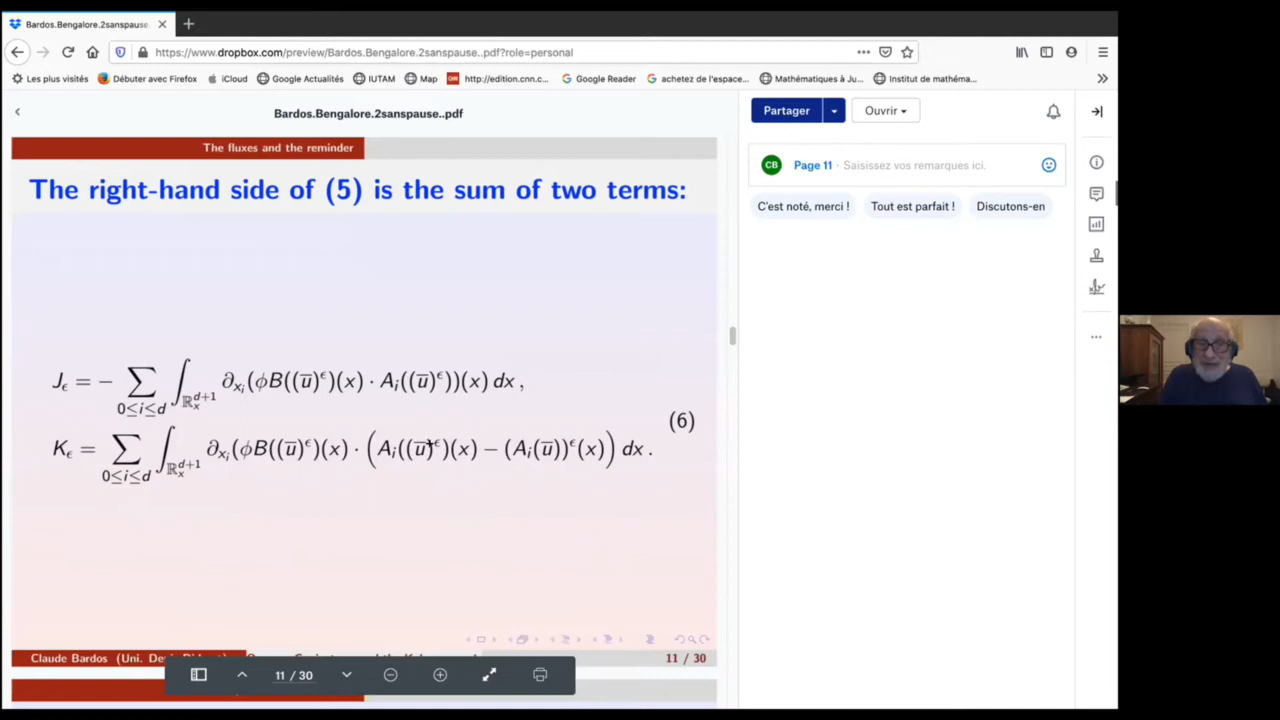 Bardos.Bengalore.2sanspause.
https://www.dropbox.com/preview/Bardos.Bengalore.2sanspause..pdf?role=personal
Les plus visités Débuter avec Firefox iCloud Google Actualités IUTAM Map http://edition.cnn.c... Google Reader achetez de l'espace... Mathématiques à Ju... Institut de mathéma...
Bardos.Bengalore.2sanspause..pdf
Partager Ouvrir
The fluxes and the reminder
CB Page 11 · Saisissez vos remarques ici.
The right-hand side of (5) is the sum of two terms:
C'est noté, merci ! Tout est parfait ! Discutons-en
J_ϵ = − ∑_{0≤i≤d} ∫_{ℝ_x^{d+1}} ∂_{x_i}(ϕB((u̅)^ϵ)(x) · A_i((u̅)^ϵ))(x) dx ,
K_ϵ = ∑_{0≤i≤d} ∫_{ℝ_x^{d+1}} ∂_{x_i}(ϕB((u̅)^ϵ)(x) · (A_i((u̅)^ϵ)(x) − (A_i(u̅))^ϵ(x)) dx .
(6)
Claude Bardos (Uni.
11 / 30
11 / 30